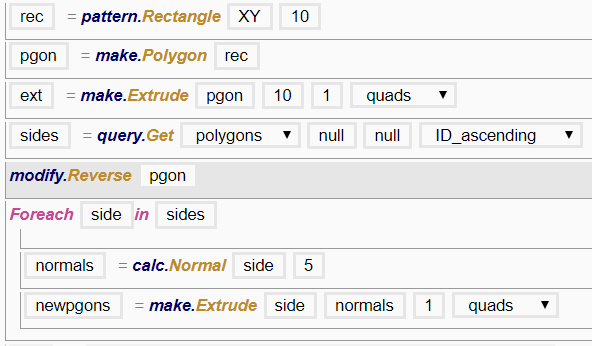 rec = pattern.Rectangle XY 10
pgon = make.Polygon rec
ext = make.Extrude pgon 10 1 quads
sides = query.Get polygons null null ID_ascending
modify.Reverse pgon
Foreach side in sides
normals = calc.Normal side 5
newpgons = make.Extrude side normals 1 quads